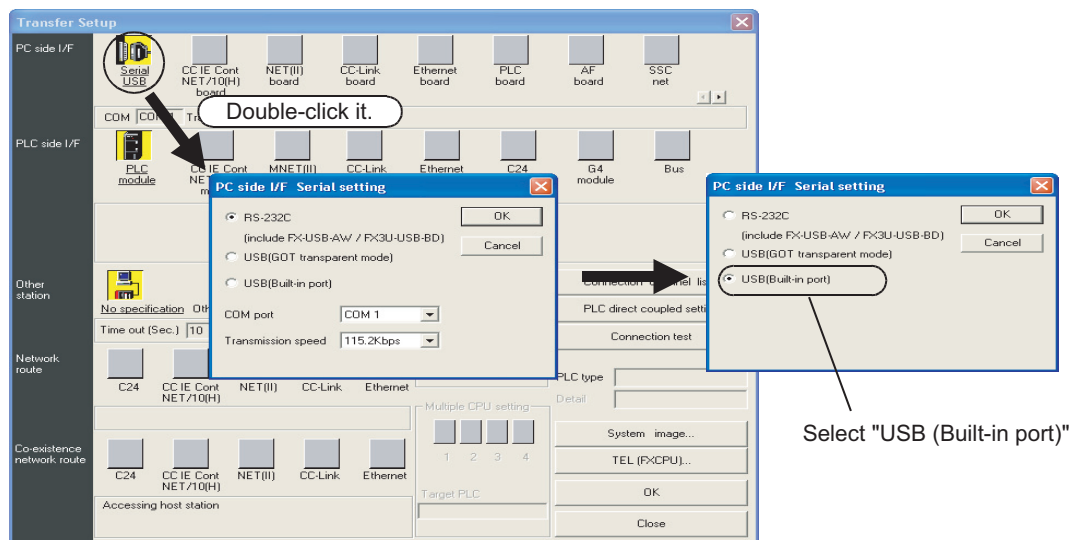 Transfer Setup
PC side I/F
Serial
USB
CC IE Cont
NET/10(H)
board
NET(II)
board
CC-Link
board
Ethernet
board
PLC
board
AF
board
SSC
net
COM
Double-click it.
PLC side I/F
PLC
module
CC IE Cont
MNET(II)
CC-Link
Ethernet
C24
G4
module
Bus
PC side I/F Serial setting
RS-232C
(include FX-USB-AW / FX3U-USB-BD)
USB(GOT transparent mode)
USB(Built-in port)
OK
Cancel
COM port
COM 1
Transmission speed
115.2Kbps
PC side I/F Serial setting
RS-232C
(include FX-USB-AW / FX3U-USB-BD)
USB(GOT transparent mode)
USB(Built-in port)
OK
Cancel
Select "USB (Built-in port)"
Other
station
No specification
Time out (Sec.)
10
PLC direct coupled setti
Connection test
Network
route
C24
CC IE Cont
NET/10(H)
NET(II)
CC-Link
Ethernet
PLC type
Detail
Multiple CPU setting
1 2 3 4
Target PLC
System image...
TEL (FXCPU)...
OK
Close
Co-existence
network route
C24
CC IE Cont
NET/10(H)
NET(II)
CC-Link
Ethernet
Accessing host station